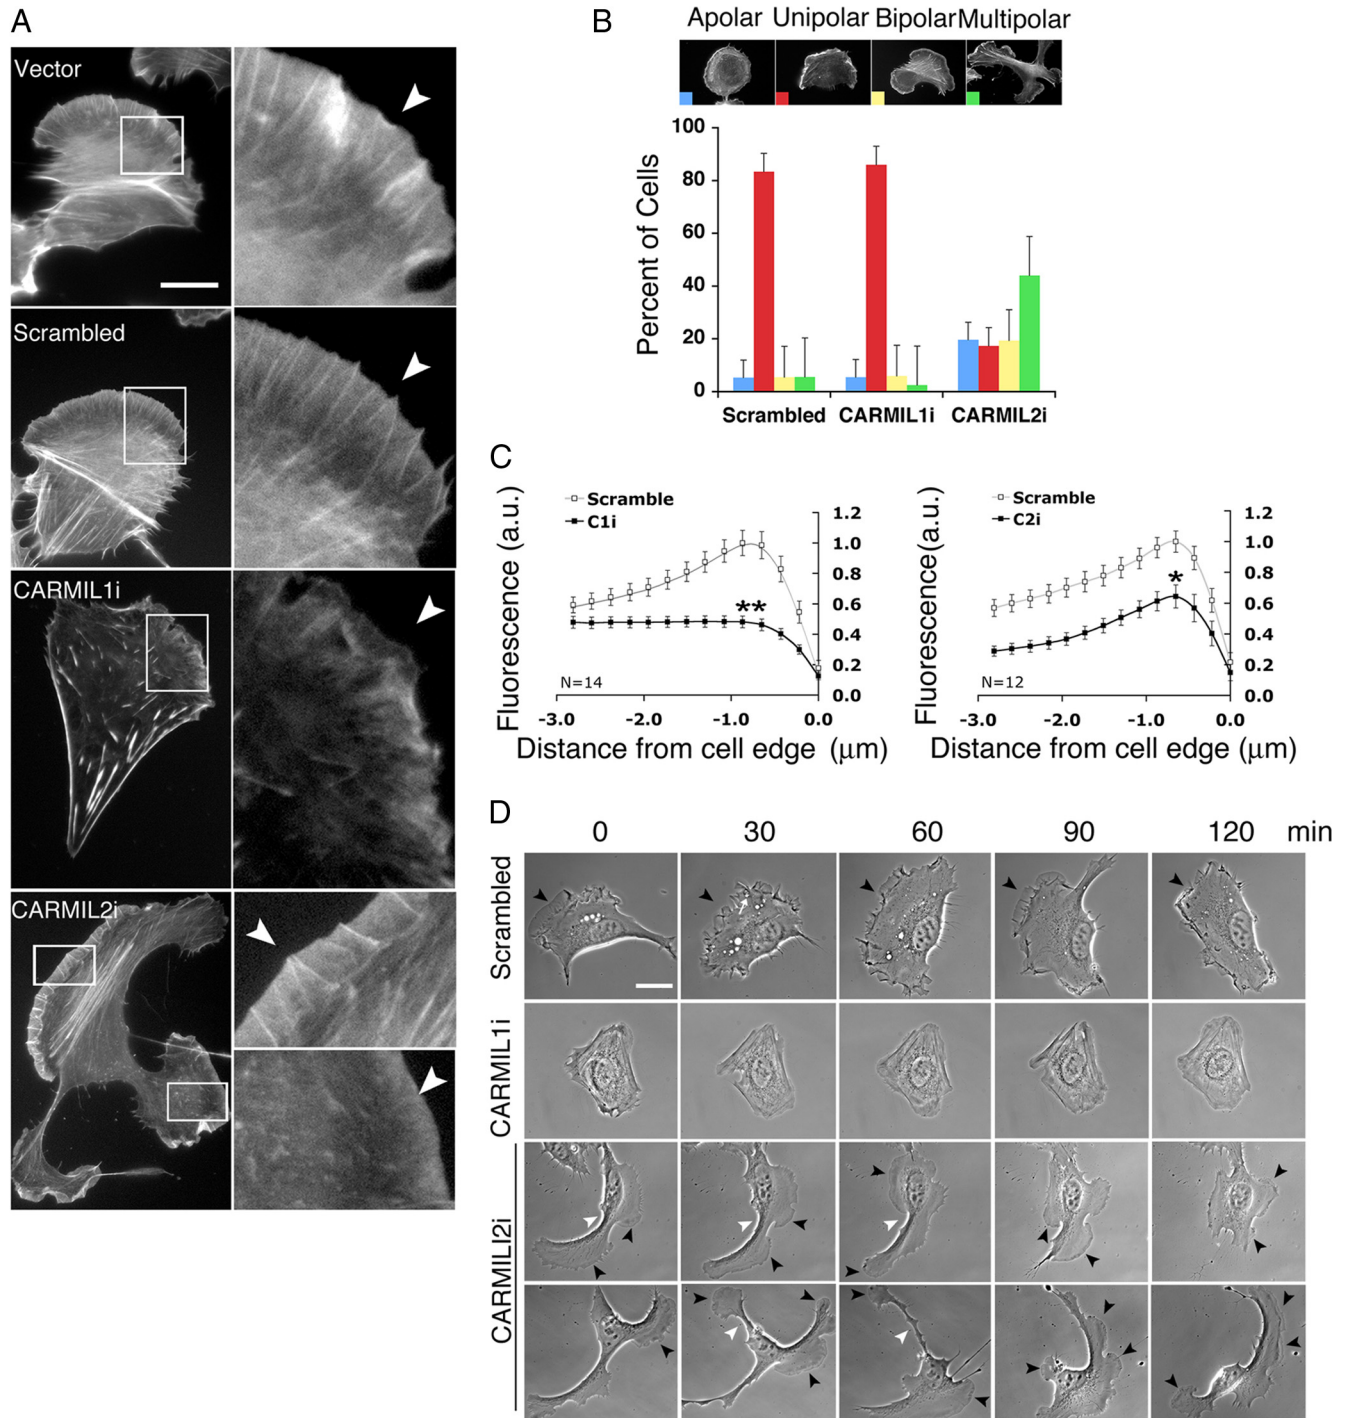 A
Vector
Scrambled
CARMIL1i
CARMIL2i
B
Apolar Unipolar Bipolar Multipolar
Percent of Cells
100
80
60
40
20
0
Scrambled CARMIL1i CARMIL2i
C
Fluorescence (a.u.)
Scramble
C1i
1.2
1.0
0.8
0.6
0.4
0.2
0.0
**
N=14
-3.0 -2.0 -1.0 0.0
Distance from cell edge (μm)
Fluorescence(a.u.)
Scramble
C2i
1.2
1.0
0.8
0.6
0.4
0.2
0.0
*
N=12
-3.0 -2.0 -1.0 0.0
Distance from cell edge (μm)
D
0 30 60 90 120 min
Scrambled
CARMIL1i
CARMILI2i